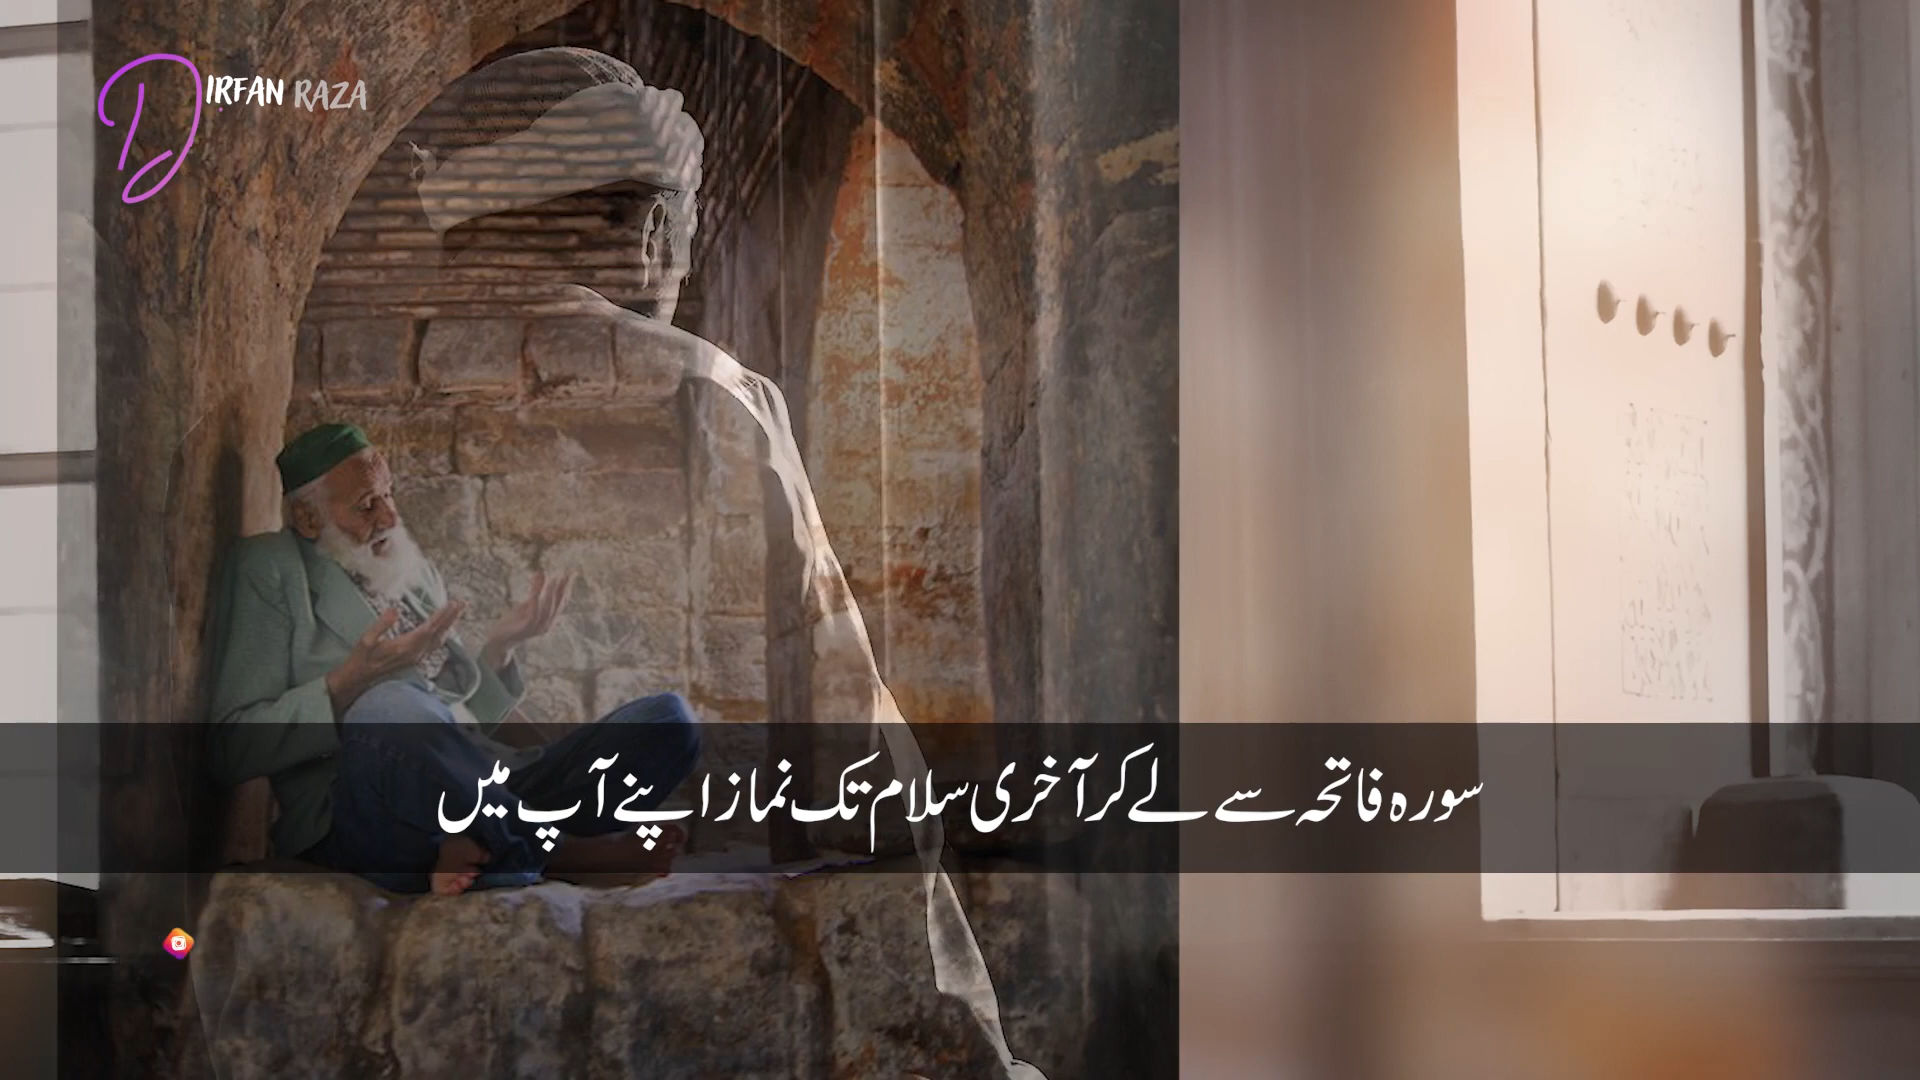 IRFAN RAZA
سورہ فاتحہ سے لے کر آخری سلام تک نماز اپنے آپ میں